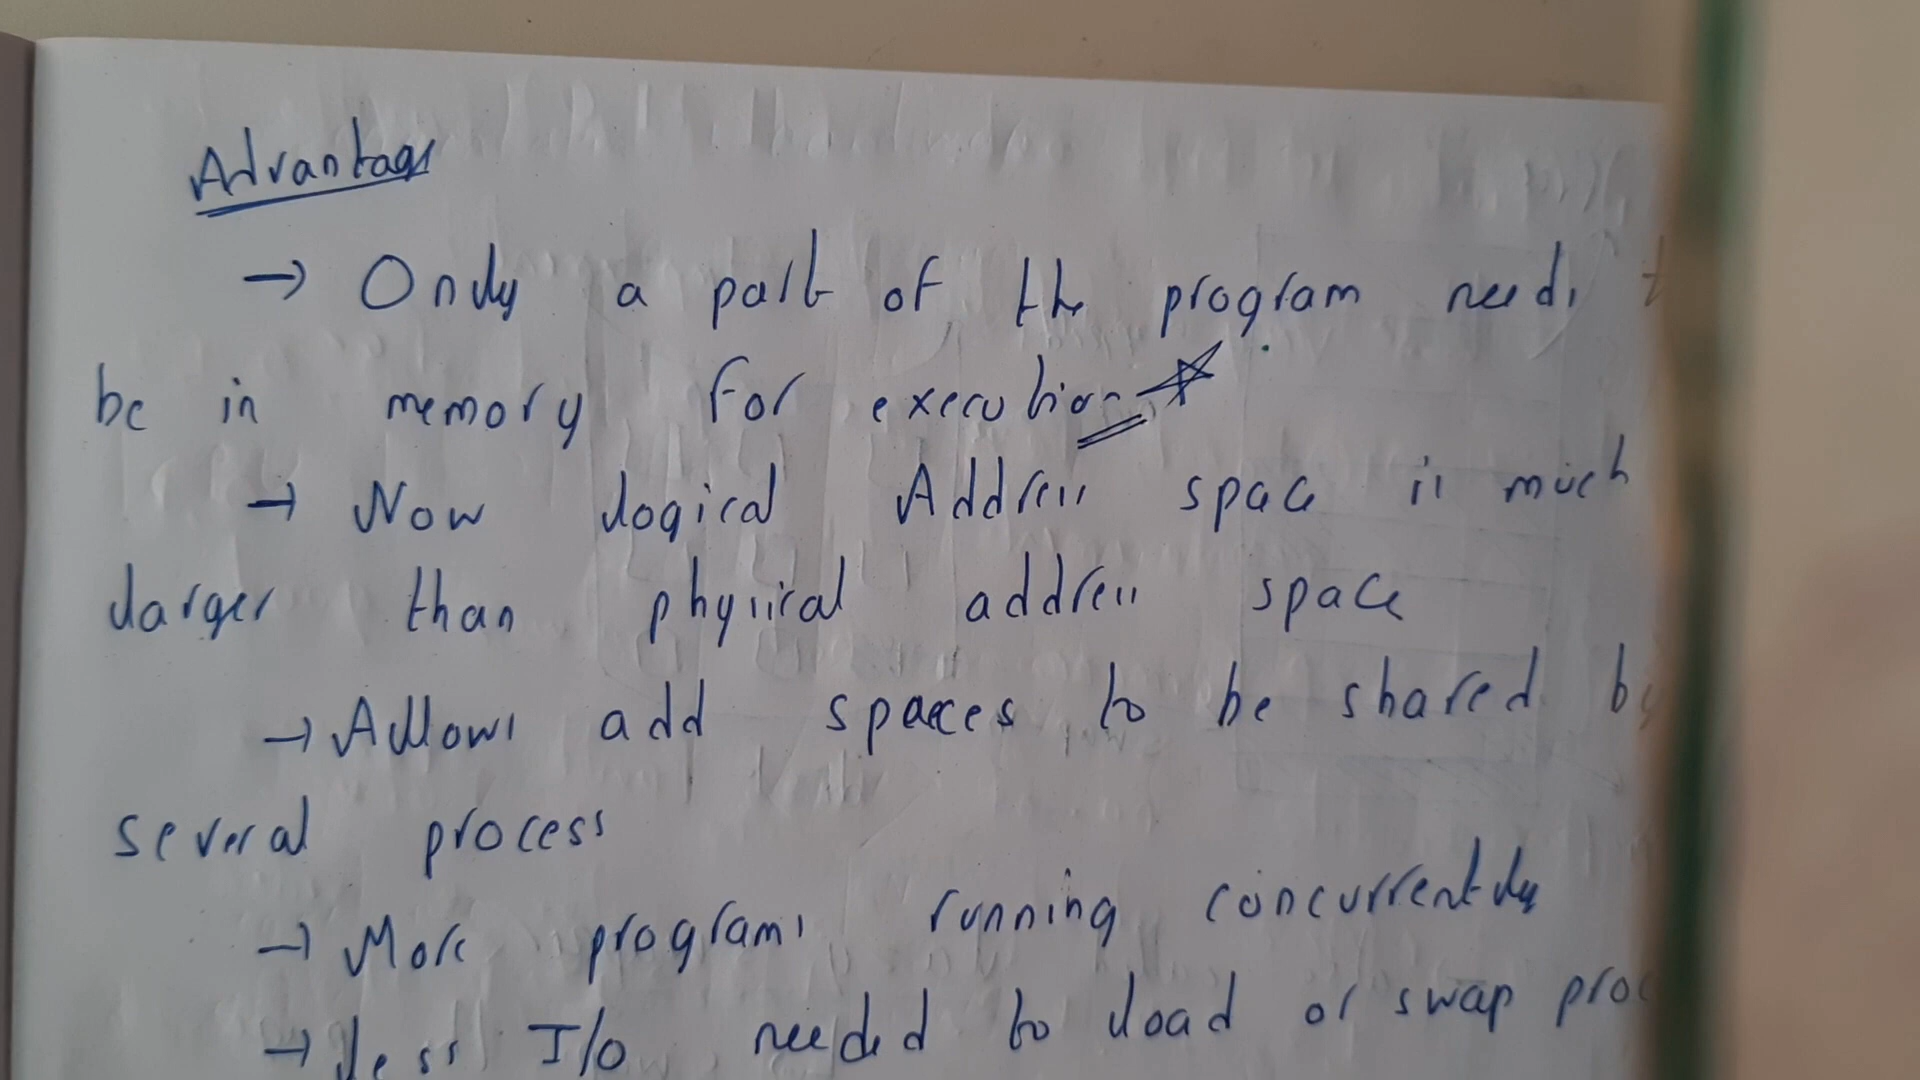 Advantages
→ Only a part of the program needs
be in memory for execution
→ Now logical Address space is much
larger than physical address space
→ Allows add spaces to be shared by
several process
→ More programs running concurrently
→ less I/O needed to load or swap proc